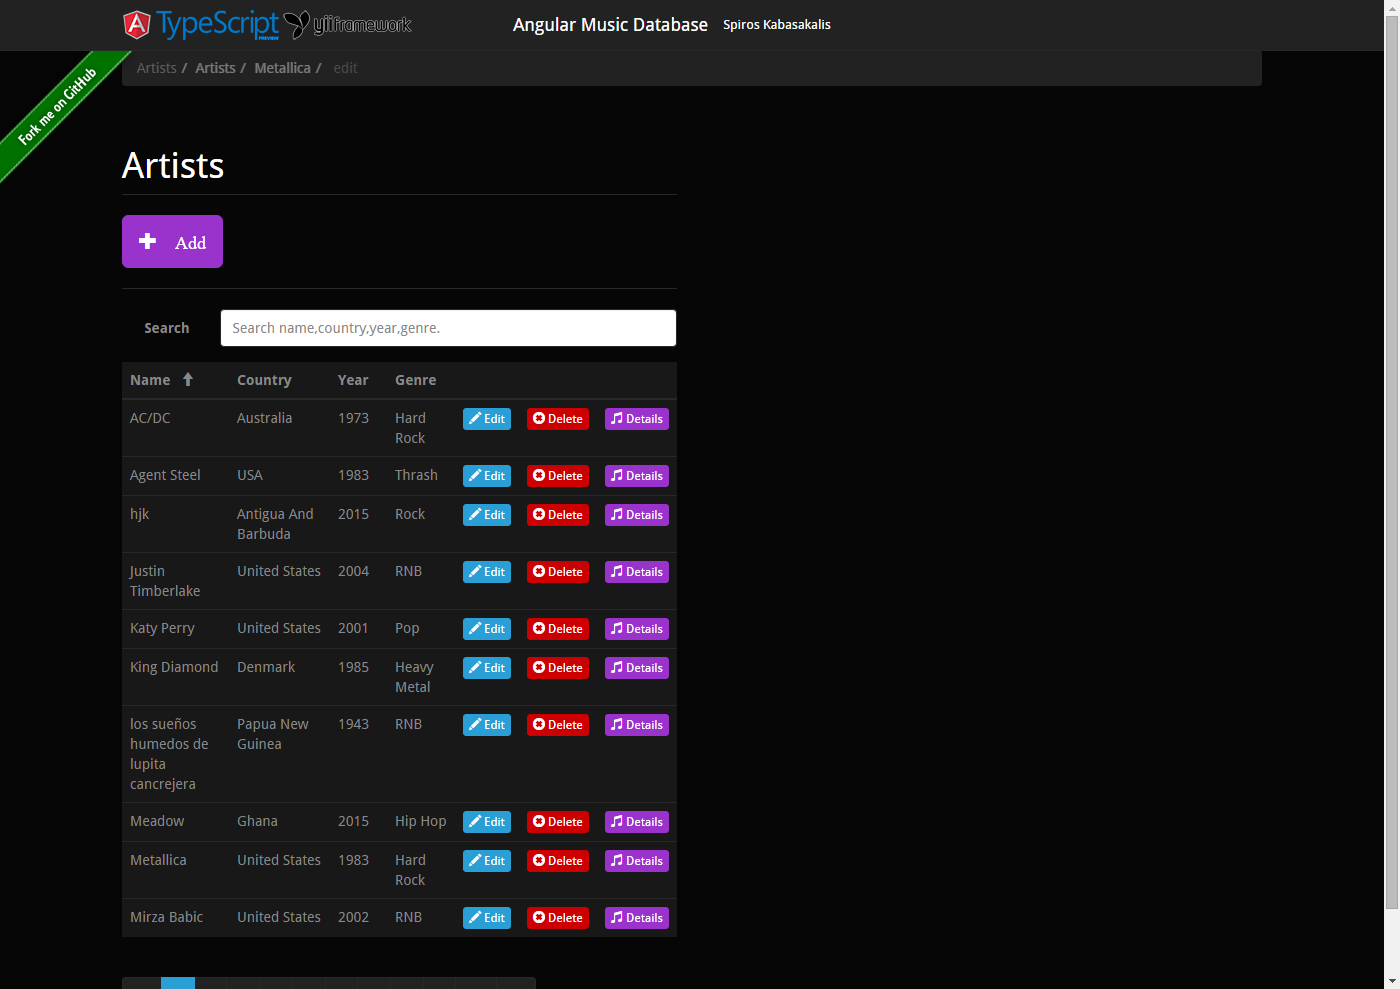 TypeScript PREVIEW yiiframework Angular Music Database Spiros Kabasakalis
Fork me on GitHub
Artists / Artists / Metallica / edit
Artists
Add
Search Search name,country,year,genre.
Name Country Year Genre
AC/DC Australia 1973 Hard Rock Edit Delete Details
Agent Steel USA 1983 Thrash Edit Delete Details
hjk Antigua And Barbuda 2015 Rock Edit Delete Details
Justin Timberlake United States 2004 RNB Edit Delete Details
Katy Perry United States 2001 Pop Edit Delete Details
King Diamond Denmark 1985 Heavy Metal Edit Delete Details
los sueños humedos de lupita cancrejera Papua New Guinea 1943 RNB Edit Delete Details
Meadow Ghana 2015 Hip Hop Edit Delete Details
Metallica United States 1983 Hard Rock Edit Delete Details
Mirza Babic United States 2002 RNB Edit Delete Details